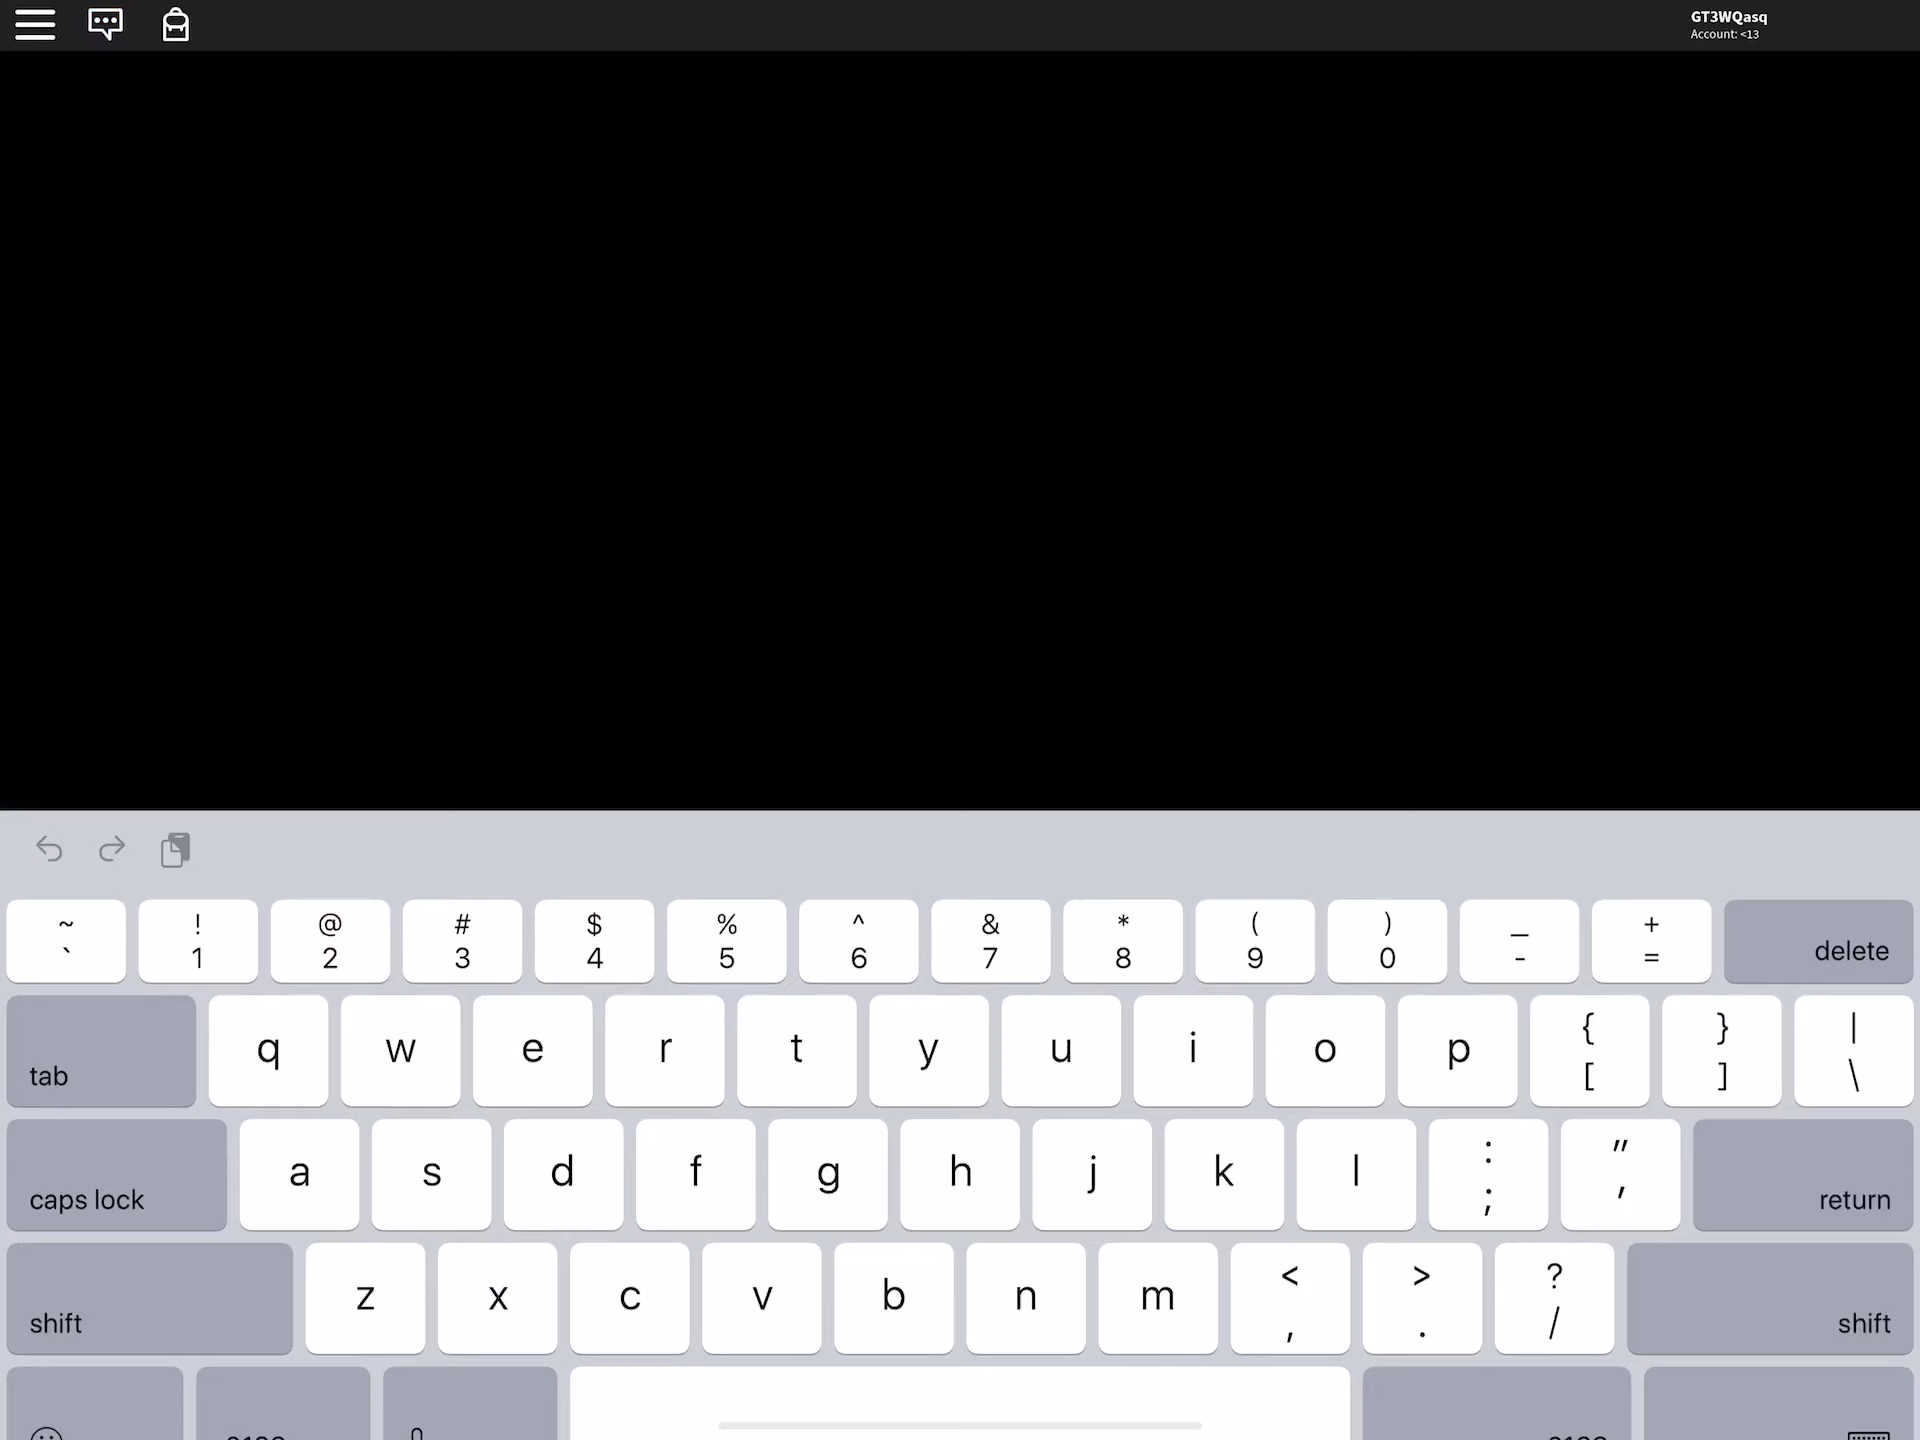 GT3WQasq
Account: <13
~ ! @ # $ % ^ & * ( ) _ +
` 1 2 3 4 5 6 7 8 9 0 - = delete
tab q w e r t y u i o p { } |
[ ] \
caps lock a s d f g h j k l : " return
; '
shift z x c v b n m < > ? shift
, . /